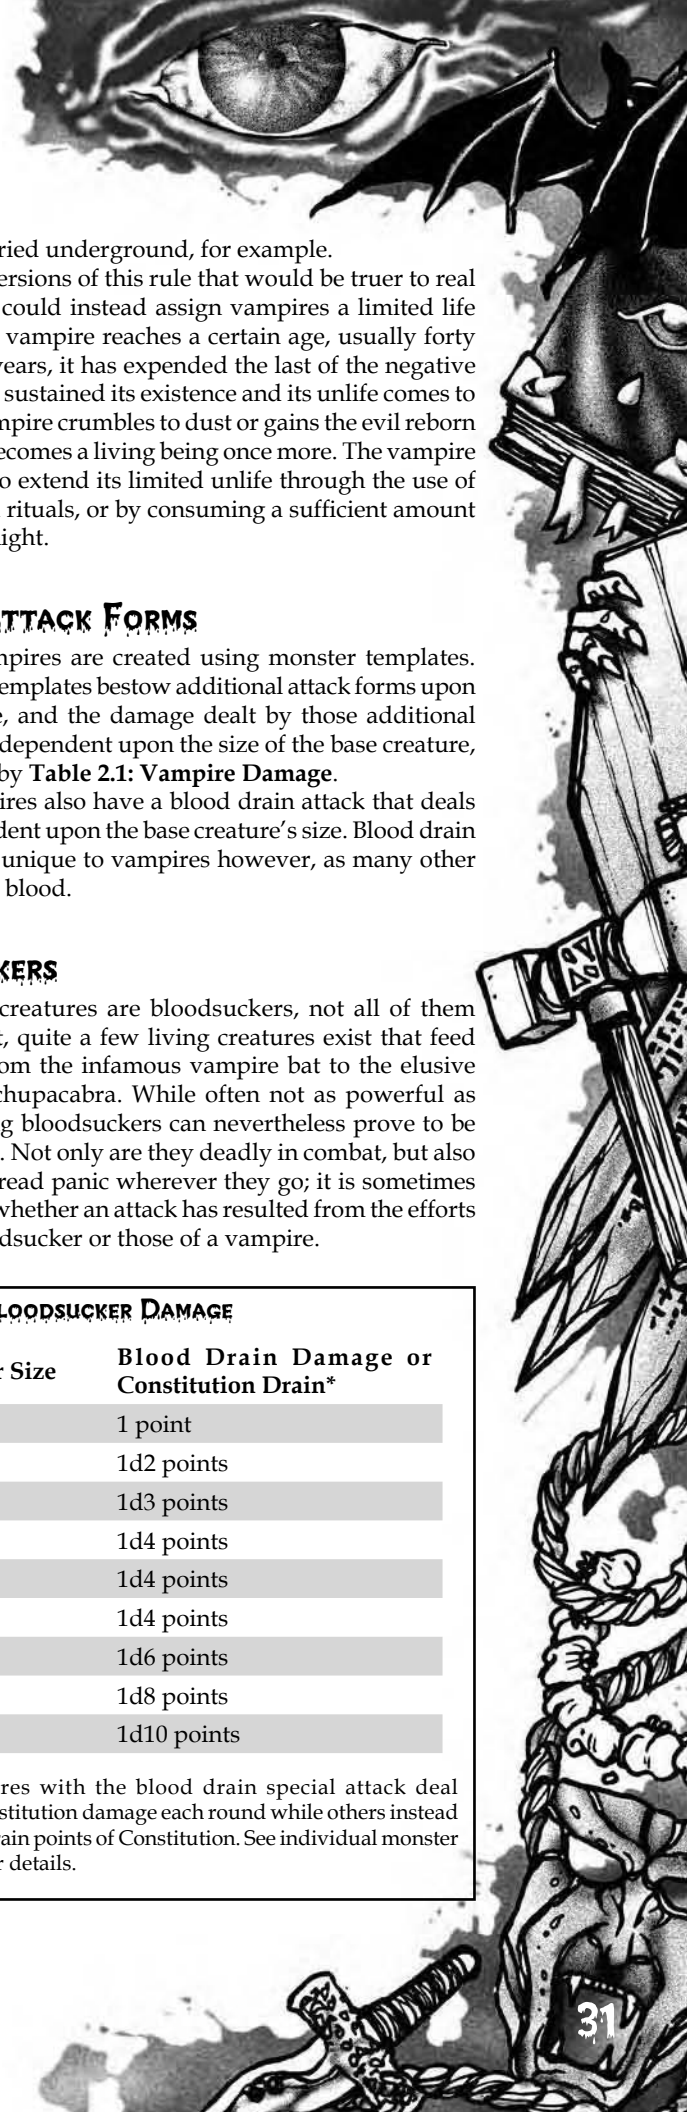 ried underground, for example.
ersions of this rule that would be truer to real
could instead assign vampires a limited life
vampire reaches a certain age, usually forty
years, it has expended the last of the negative
sustained its existence and its unlife comes to
mpire crumbles to dust or gains the evil reborn
ecomes a living being once more. The vampire
o extend its limited unlife through the use of
rituals, or by consuming a sufficient amount
ight.
ttack Forms
mpires are created using monster templates.
templates bestow additional attack forms upon
e, and the damage dealt by those additional
dependent upon the size of the base creature,
by Table 2.1: Vampire Damage.
ires also have a blood drain attack that deals
dent upon the base creature's size. Blood drain
unique to vampires however, as many other
blood.
kers
creatures are bloodsuckers, not all of them
t, quite a few living creatures exist that feed
om the infamous vampire bat to the elusive
chupacabra. While often not as powerful as
g bloodsuckers can nevertheless prove to be
. Not only are they deadly in combat, but also
read panic wherever they go; it is sometimes
whether an attack has resulted from the efforts
dsucker or those of a vampire.
loodsucker Damage
r Size
Blood Drain Damage or
Constitution Drain*
1 point
1d2 points
1d3 points
1d4 points
1d4 points
1d4 points
1d6 points
1d8 points
1d10 points
res with the blood drain special attack deal
nstitution damage each round while others instead
rain points of Constitution. See individual monster
r details.
31